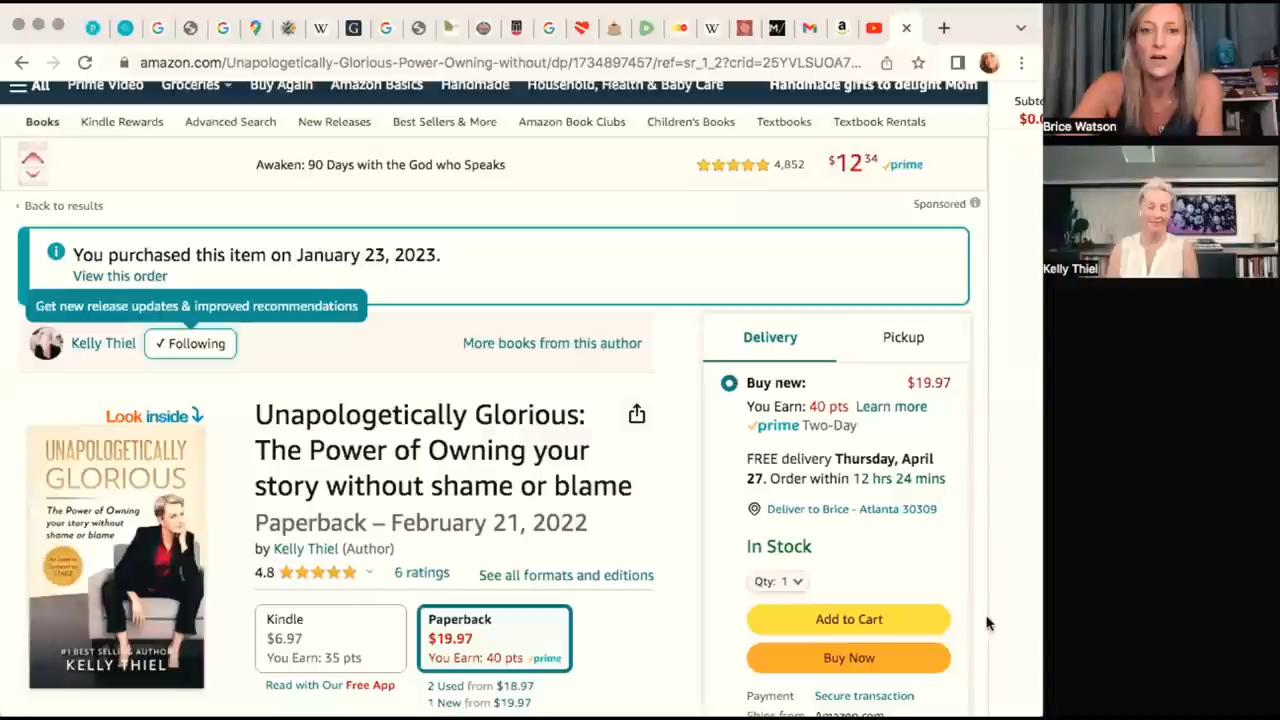 amazon.com/Unapologetically-Glorious-Power-Owning-without/dp/1734897457/ref=sr_1_2?crid=25YVLSUOA7...
All Prime Video Groceries Buy Again Amazon Basics Handmade Household, Health & Baby Care Handmade gifts to delight Mom
Books Kindle Rewards Advanced Search New Releases Best Sellers & More Amazon Book Clubs Children's Books Textbooks Textbook Rentals
Awaken: 90 Days with the God who Speaks 4,852 $12 34 prime
‹ Back to results
Sponsored
You purchased this item on January 23, 2023.
View this order
Get new release updates & improved recommendations
Kelly Thiel ✓ Following More books from this author
Look inside
UNAPOLOGETICALLY
GLORIOUS
The Power of Owning
your story without
shame or blame
#1 BEST SELLING AUTHOR
KELLY THIEL
Unapologetically Glorious:
The Power of Owning your
story without shame or blame
Paperback – February 21, 2022
by Kelly Thiel (Author)
4.8 6 ratings See all formats and editions
Kindle
$6.97
You Earn: 35 pts
Read with Our Free App
Paperback
$19.97
You Earn: 40 pts prime
2 Used from $18.97
1 New from $19.97
Delivery Pickup
Buy new: $19.97
You Earn: 40 pts Learn more
prime Two-Day
FREE delivery Thursday, April
27. Order within 12 hrs 24 mins
Deliver to Brice - Atlanta 30309
In Stock
Qty: 1
Add to Cart
Buy Now
Payment Secure transaction
Ships from Amazon.com
Subto
$0.
Brice Watson
Kelly Thiel